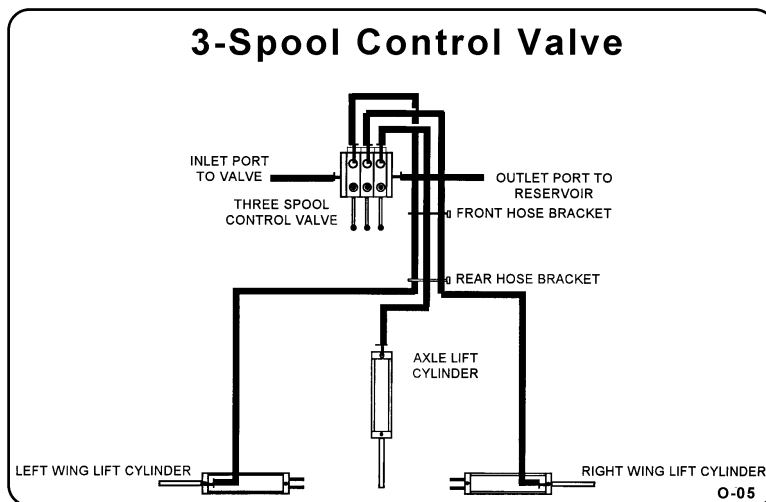 3-Spool Control Valve
INLET PORT
TO VALVE
OUTLET PORT TO
RESERVOIR
THREE SPOOL
CONTROL VALVE
FRONT HOSE BRACKET
REAR HOSE BRACKET
AXLE LIFT
CYLINDER
LEFT WING LIFT CYLINDER
RIGHT WING LIFT CYLINDER
O-05